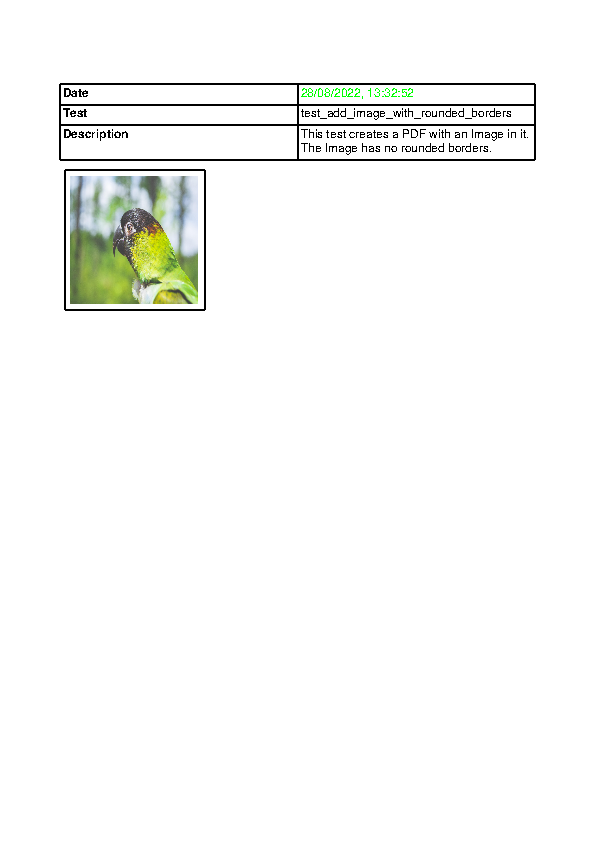 Date 28/08/2022, 13:32:52
Test test_add_image_with_rounded_borders
Description This test creates a PDF with an Image in it.
The Image has no rounded borders.